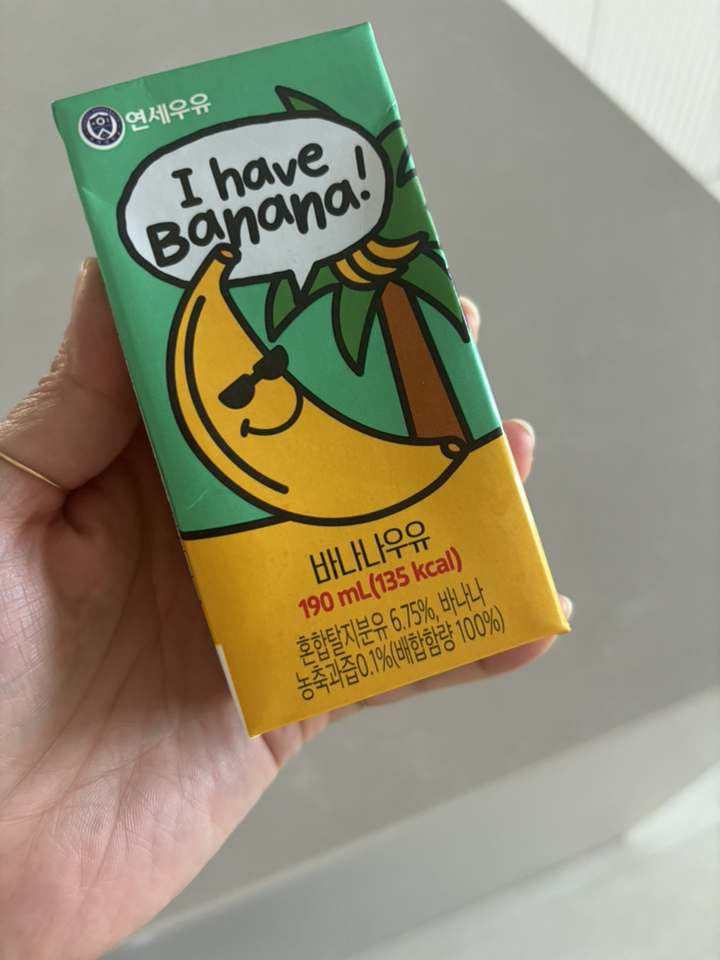 연세우유
I have
Banana!
바나나우유
190 mL(135 kcal)
혼합탈지분유 6.75%, 바나나
농축과즙0.1%(배합함량 100%)